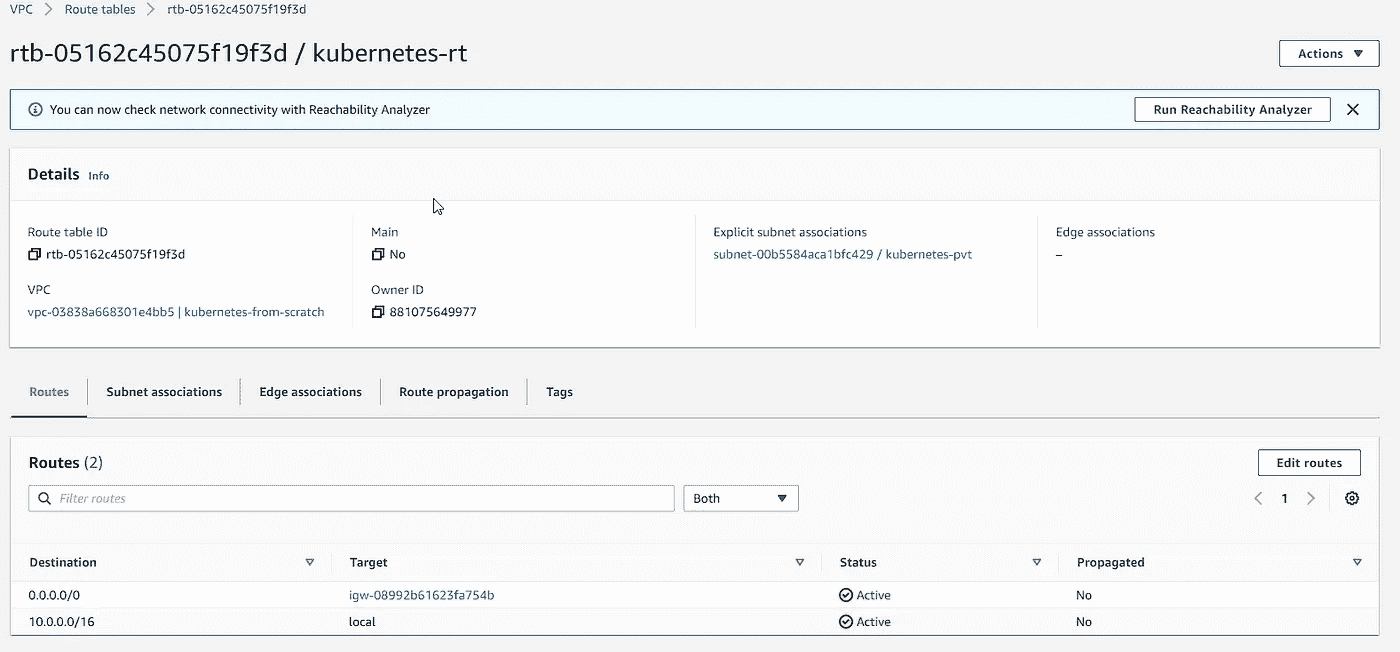 VPC > Route tables > rtb-05162c45075f19f3d
rtb-05162c45075f19f3d / kubernetes-rt
Actions
You can now check network connectivity with Reachability Analyzer
Run Reachability Analyzer
Details Info
Route table ID
rtb-05162c45075f19f3d
Main
No
Explicit subnet associations
subnet-00b5584aca1bfc429 / kubernetes-pvt
Edge associations
–
VPC
vpc-03838a668301e4bb5 | kubernetes-from-scratch
Owner ID
881075649977
Routes
Subnet associations
Edge associations
Route propagation
Tags
Routes (2)
Edit routes
Filter routes
Both
1
Destination Target Status Propagated
0.0.0.0/0 igw-08992b61623fa754b Active No
10.0.0.0/16 local Active No